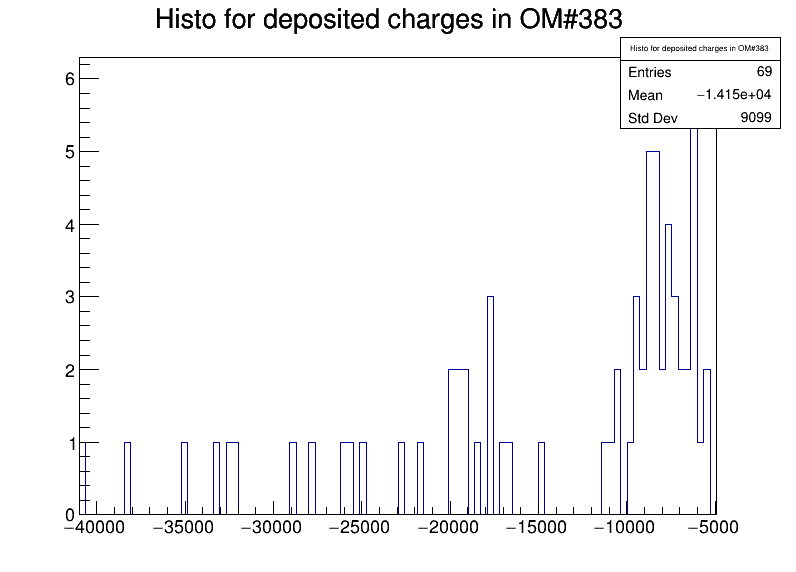 Histo for deposited charges in OM#383
Histo for deposited charges in OM#383
Entries 69
Mean −1.415e+04
Std Dev 9099
6
5
4
3
2
1
0
−40000 −35000 −30000 −25000 −20000 −15000 −10000 −5000